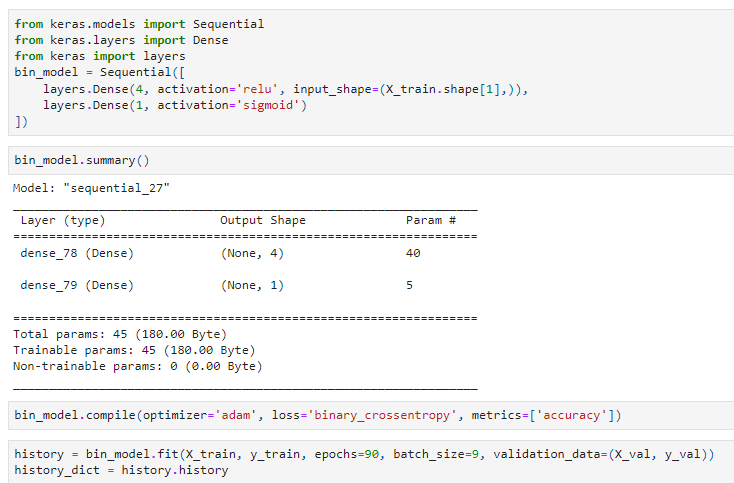 from keras.models import Sequential
from keras.layers import Dense
from keras import layers
bin_model = Sequential([
    layers.Dense(4, activation='relu', input_shape=(X_train.shape[1],)),
    layers.Dense(1, activation='sigmoid')
])
bin_model.summary()
Model: "sequential_27"
_________________________________________________________________
 Layer (type)                Output Shape              Param #
=================================================================
 dense_78 (Dense)            (None, 4)                 40
 dense_79 (Dense)            (None, 1)                 5
=================================================================
Total params: 45 (180.00 Byte)
Trainable params: 45 (180.00 Byte)
Non-trainable params: 0 (0.00 Byte)
_________________________________________________________________
bin_model.compile(optimizer='adam', loss='binary_crossentropy', metrics=['accuracy'])
history = bin_model.fit(X_train, y_train, epochs=90, batch_size=9, validation_data=(X_val, y_val))
history_dict = history.history